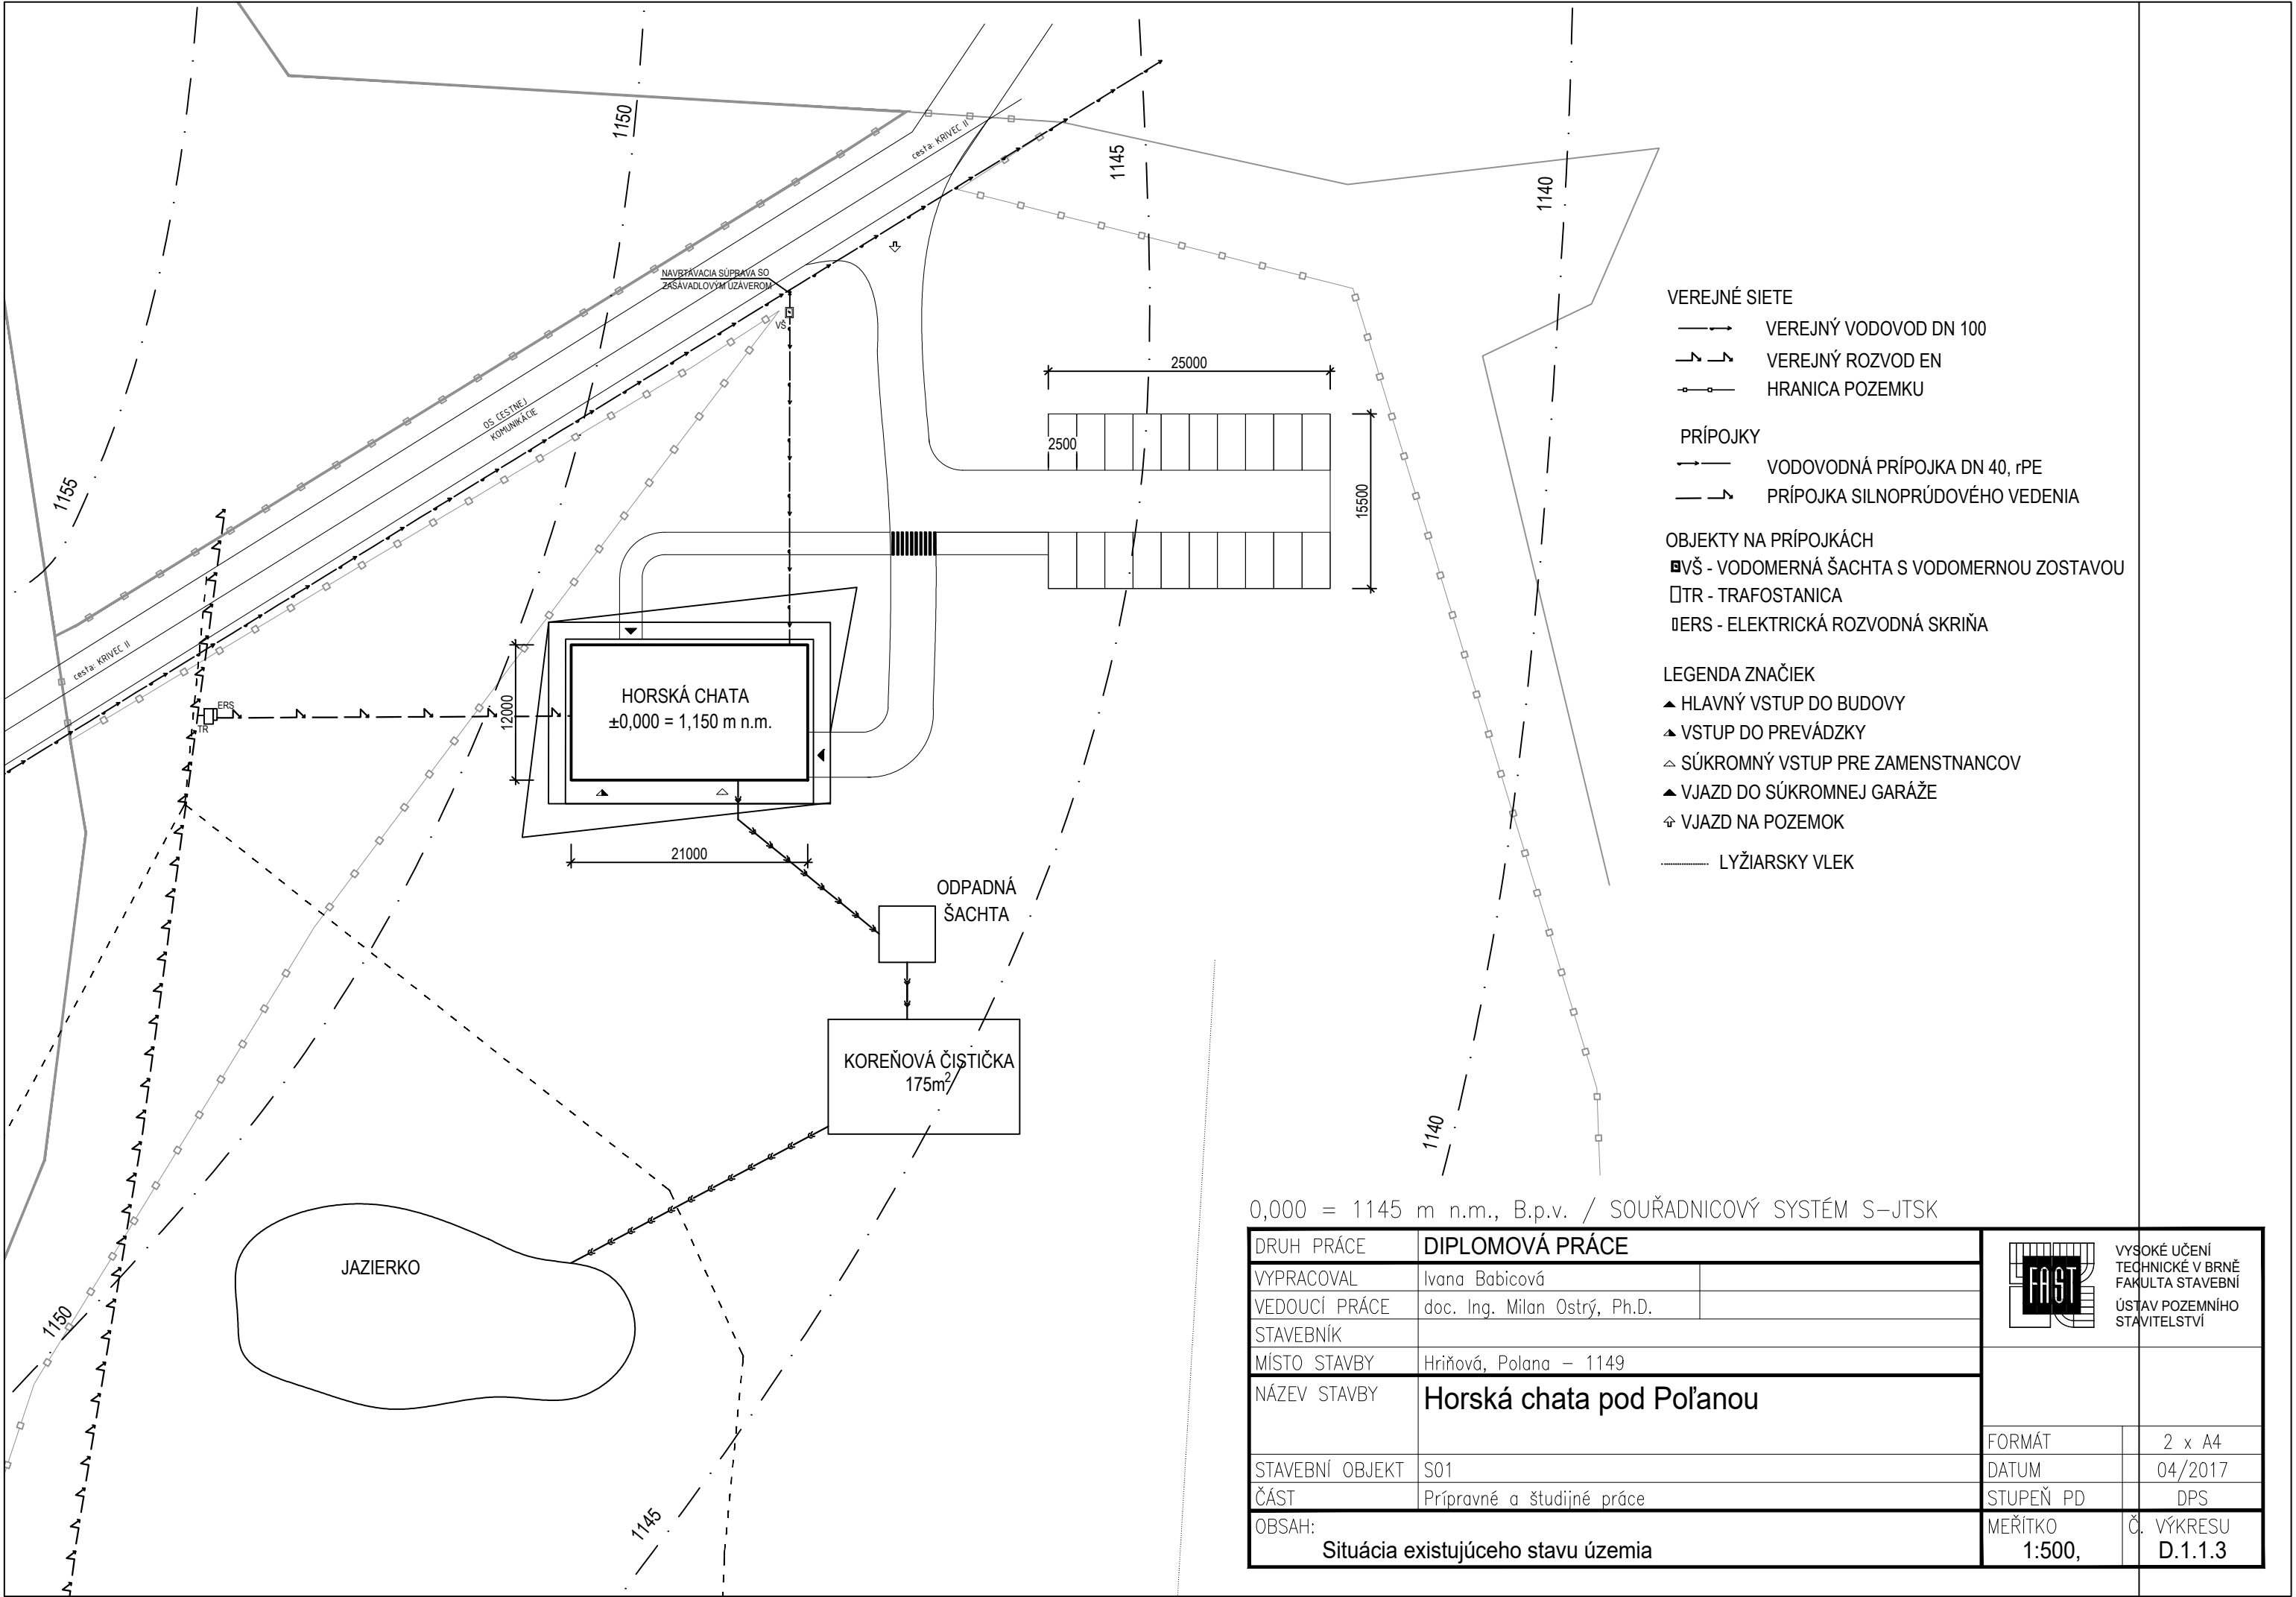 1150
cesta: KRIVEC II
1145
1140
NAVRTÁVACIA SÚPRAVA SO
ZASÁVADLOVÝM UZÁVEROM
VŠ
OS CESTNEJ
KOMUNIKÁCIE
1155
25000
2500
15500
cesta: KRIVEC II
ERS
TR
12000
HORSKÁ CHATA
±0,000 = 1,150 m n.m.
21000
ODPADNÁ
ŠACHTA
KOREŇOVÁ ČISTIČKA
175m2
JAZIERKO
1150
1145
1140
VEREJNÉ SIETE
VEREJNÝ VODOVOD DN 100
VEREJNÝ ROZVOD EN
HRANICA POZEMKU
PRÍPOJKY
VODOVODNÁ PRÍPOJKA DN 40, rPE
PRÍPOJKA SILNOPRÚDOVÉHO VEDENIA
OBJEKTY NA PRÍPOJKÁCH
VŠ - VODOMERNÁ ŠACHTA S VODOMERNOU ZOSTAVOU
TR - TRAFOSTANICA
ERS - ELEKTRICKÁ ROZVODNÁ SKRIŇA
LEGENDA ZNAČIEK
HLAVNÝ VSTUP DO BUDOVY
VSTUP DO PREVÁDZKY
SÚKROMNÝ VSTUP PRE ZAMENSTNANCOV
VJAZD DO SÚKROMNEJ GARÁŽE
VJAZD NA POZEMOK
LYŽIARSKY VLEK
0,000 = 1145 m n.m., B.p.v. / SOUŘADNICOVÝ SYSTÉM S-JTSK
DRUH PRÁCE DIPLOMOVÁ PRÁCE
VYPRACOVAL Ivana Babicová
VEDOUCÍ PRÁCE doc. Ing. Milan Ostrý, Ph.D.
STAVEBNÍK
MÍSTO STAVBY Hriňová, Polana - 1149
NÁZEV STAVBY Horská chata pod Poľanou
STAVEBNÍ OBJEKT S01
ČÁST Prípravné a študijné práce
OBSAH:
Situácia existujúceho stavu územia
FAST
VYSOKÉ UČENÍ
TECHNICKÉ V BRNĚ
FAKULTA STAVEBNÍ
ÚSTAV POZEMNÍHO
STAVITELSTVÍ
FORMÁT 2 x A4
DATUM 04/2017
STUPEŇ PD DPS
MEŘÍTKO Č. VÝKRESU
1:500, D.1.1.3